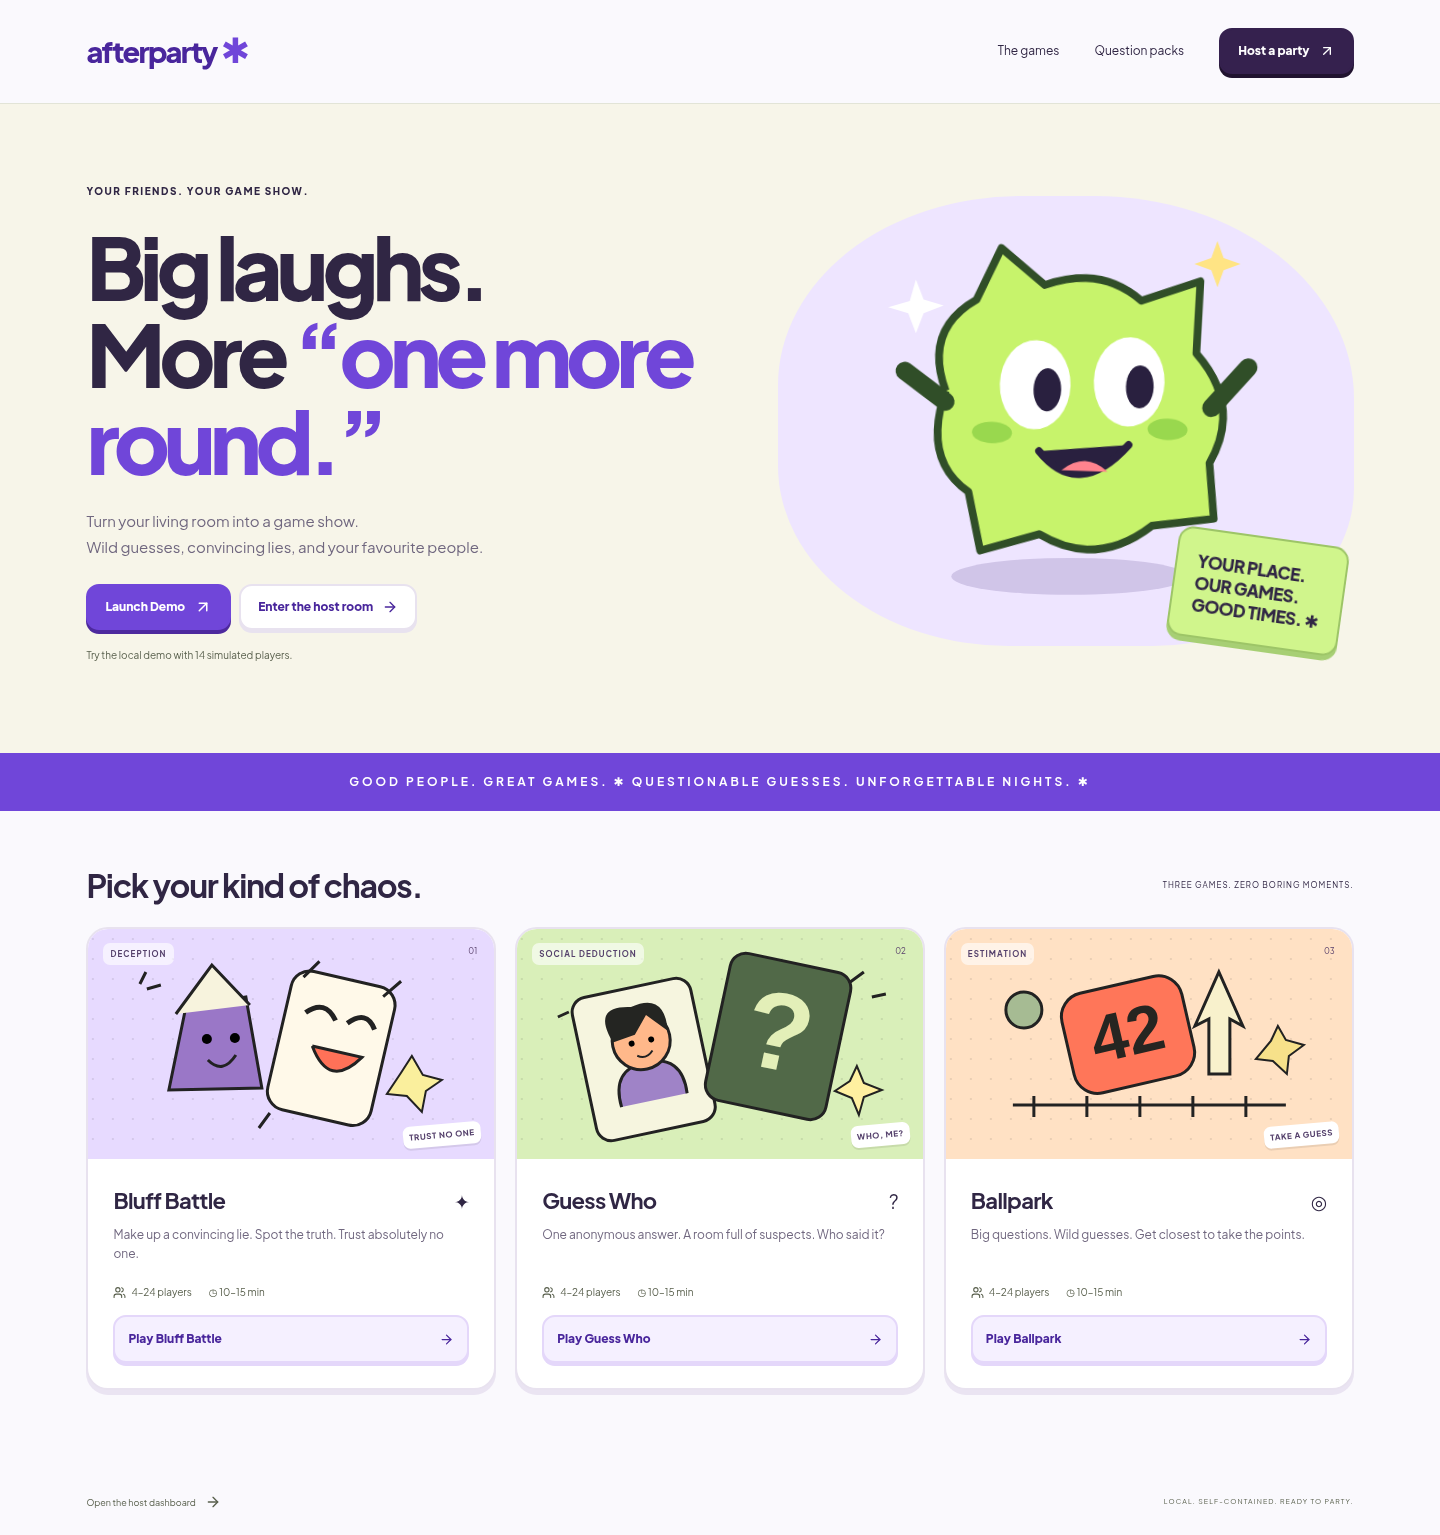 afterparty ✱
The games
Question packs
Host a party
YOUR FRIENDS. YOUR GAME SHOW.
Big laughs.
More “one more
round.”
Turn your living room into a game show.
Wild guesses, convincing lies, and your favourite people.
Launch Demo
Enter the host room
Try the local demo with 14 simulated players.
YOUR PLACE.
OUR GAMES.
GOOD TIMES. ✱
GOOD PEOPLE. GREAT GAMES. ✱ QUESTIONABLE GUESSES. UNFORGETTABLE NIGHTS. ✱
Pick your kind of chaos.
THREE GAMES. ZERO BORING MOMENTS.
DECEPTION
01
TRUST NO ONE
Bluff Battle
Make up a convincing lie. Spot the truth. Trust absolutely no
one.
4–24 players
10–15 min
Play Bluff Battle
SOCIAL DEDUCTION
02
?
WHO, ME?
Guess Who
?
One anonymous answer. A room full of suspects. Who said it?
4–24 players
10–15 min
Play Guess Who
ESTIMATION
03
42
TAKE A GUESS
Ballpark
Big questions. Wild guesses. Get closest to take the points.
4–24 players
10–15 min
Play Ballpark
Open the host dashboard
LOCAL. SELF-CONTAINED. READY TO PARTY.